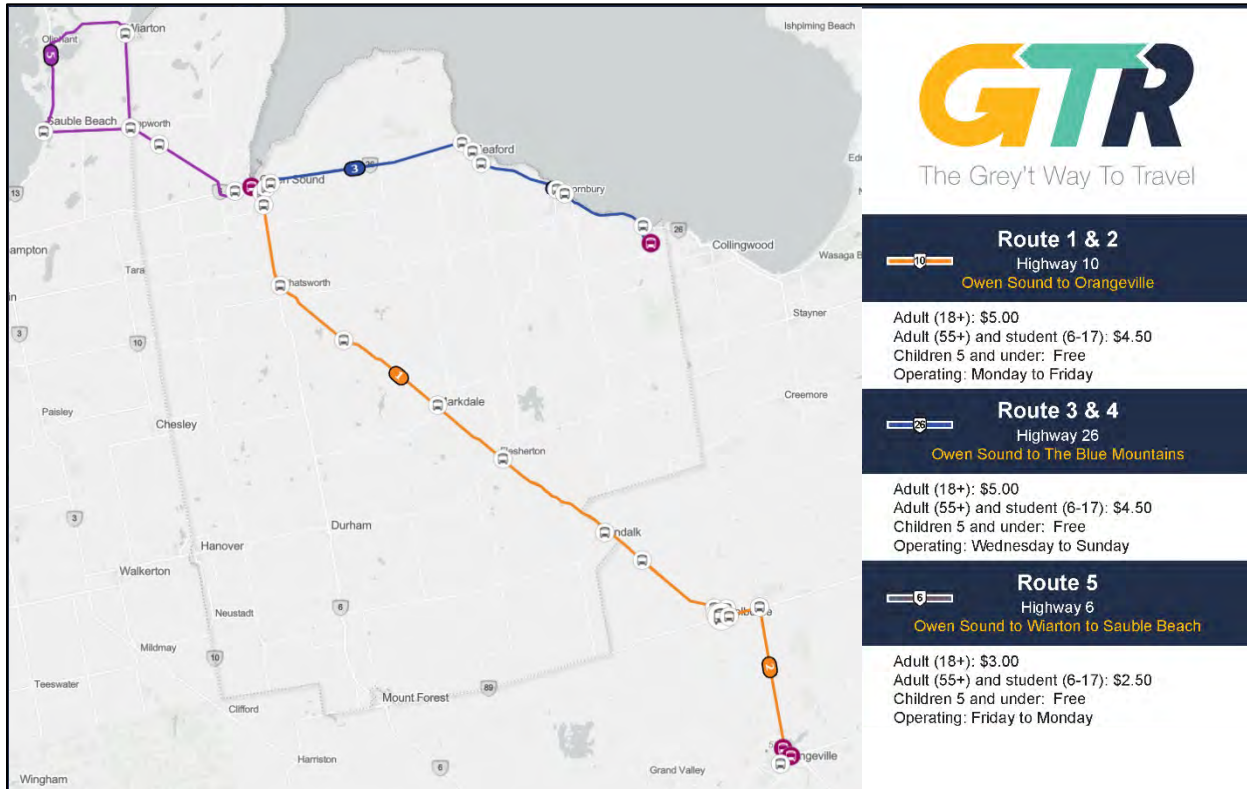 Ishpiming Beach
Wiarton
Oliphant
5
Sauble Beach
26
3
13
26
Collingwood
Tara
Stayner
3
10
1
Creemore
Paisley
Chesley
3
Durham
Hanover
Walkerton
Neustadt
6
Mildmay
2
10
Teeswater
89
Mount Forest
Clifford
Harriston
6
Grand Valley
Wingham
GTR
The Grey't Way To Travel
Route 1 & 2
10
Highway 10
Owen Sound to Orangeville
Adult (18+): $5.00
Adult (55+) and student (6-17): $4.50
Children 5 and under: Free
Operating: Monday to Friday
Route 3 & 4
26
Highway 26
Owen Sound to The Blue Mountains
Adult (18+): $5.00
Adult (55+) and student (6-17): $4.50
Children 5 and under: Free
Operating: Wednesday to Sunday
Route 5
6
Highway 6
Owen Sound to Wiarton to Sauble Beach
Adult (18+): $3.00
Adult (55+) and student (6-17): $2.50
Children 5 and under: Free
Operating: Friday to Monday